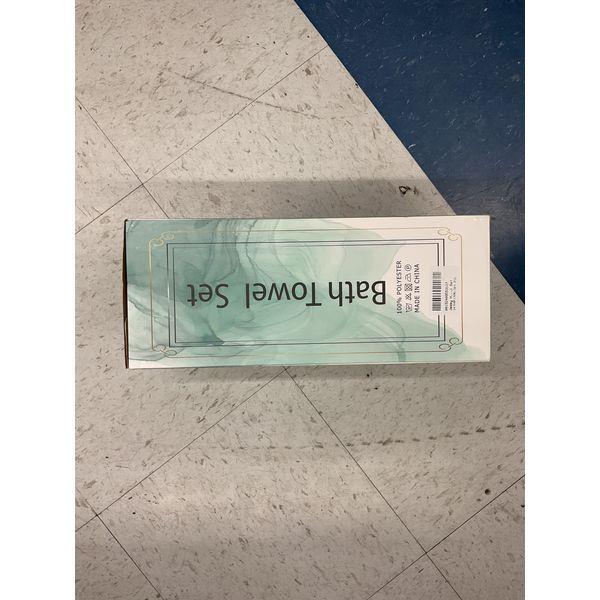 Bath Towel Set
100% POLYESTER
MADE IN CHINA